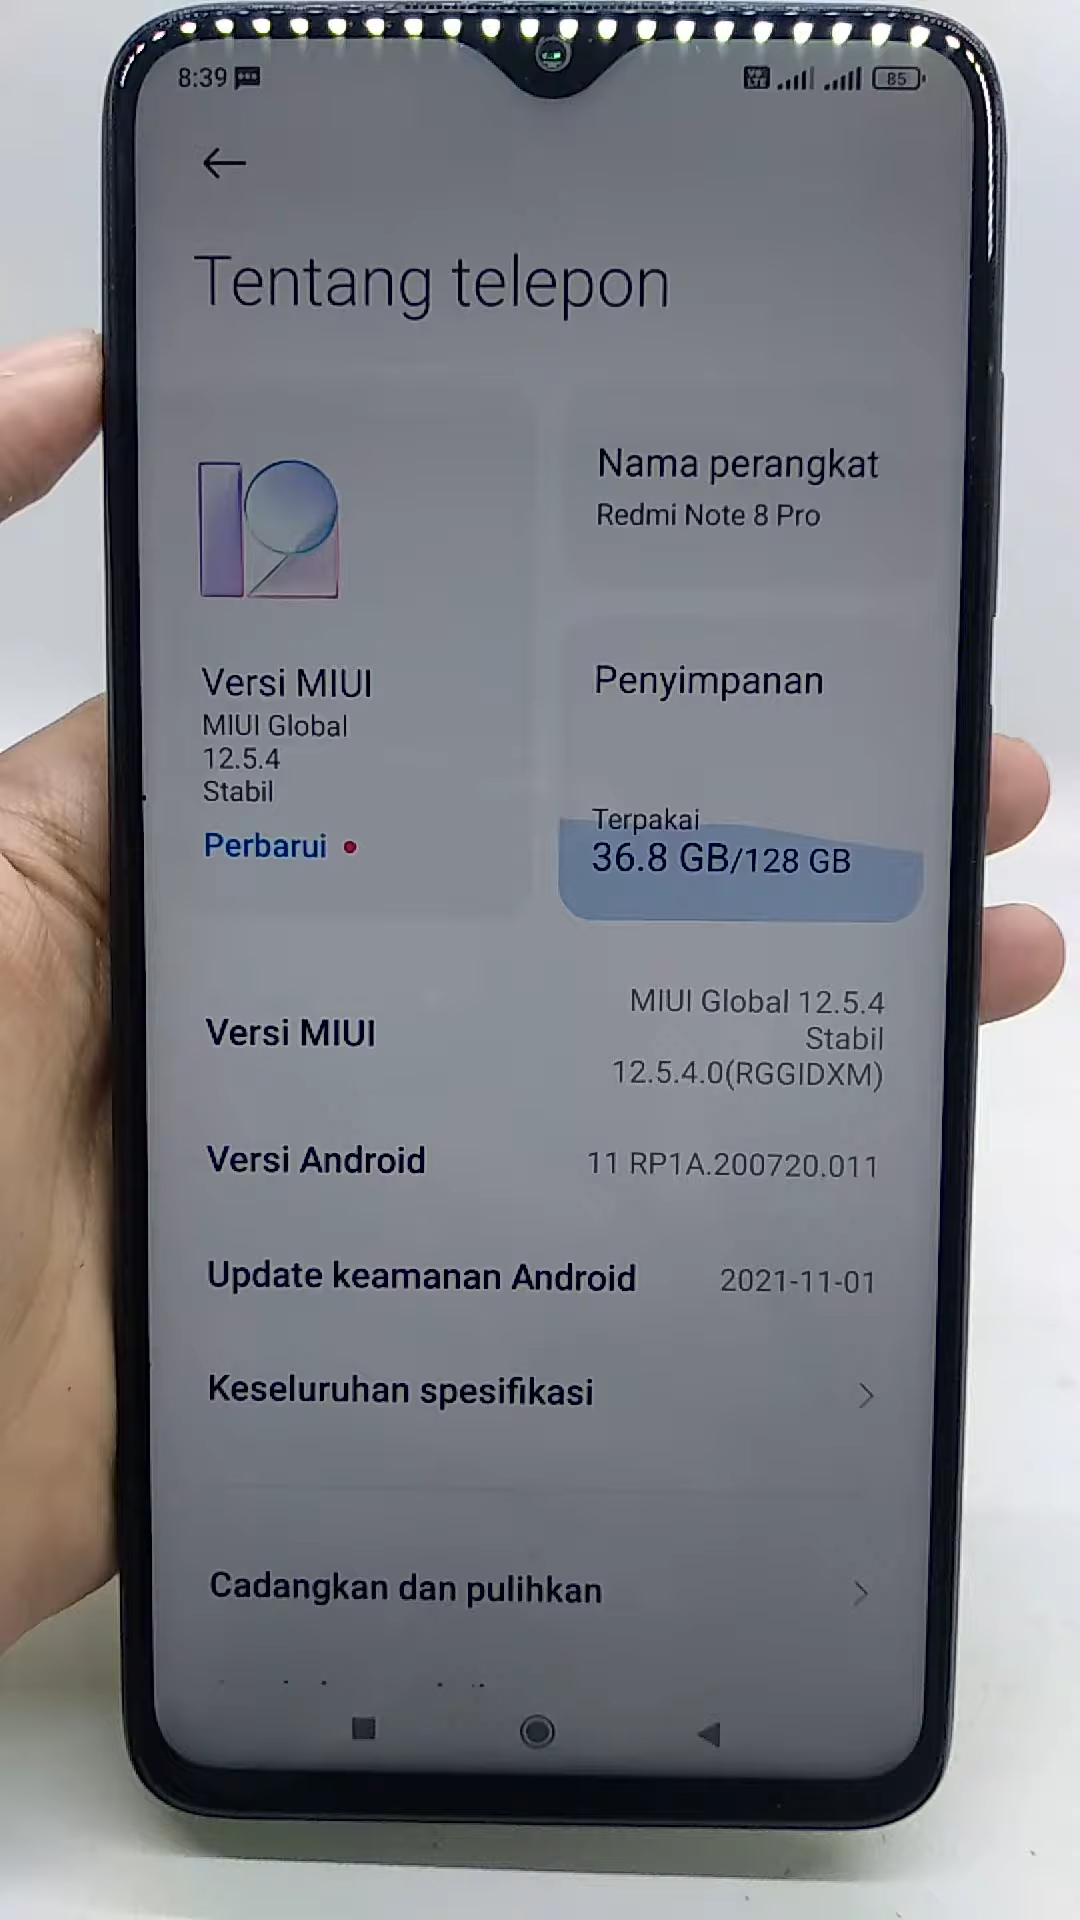 8:39
85
Tentang telepon
Nama perangkat
Redmi Note 8 Pro
Versi MIUI
MIUI Global
12.5.4
Stabil
Perbarui
Penyimpanan
Terpakai
36.8 GB/128 GB
Versi MIUI
MIUI Global 12.5.4
Stabil
12.5.4.0(RGGIDXM)
Versi Android
11 RP1A.200720.011
Update keamanan Android
2021-11-01
Keseluruhan spesifikasi
Cadangkan dan pulihkan